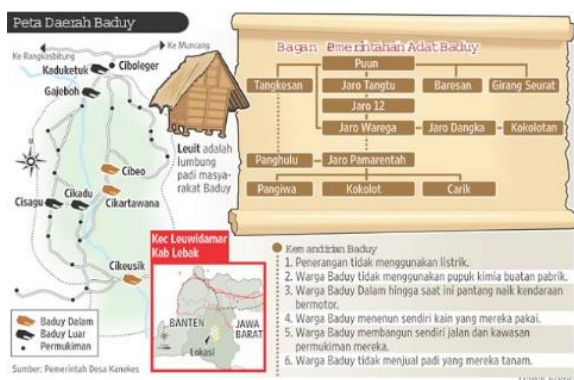 Peta Daerah Baduy
Ke Rangkasbitung
Ke Muncang
Kaduketuk
Ciboleger
Gajeboh
Leuit adalah
lumbung
padi masya-
rakat Baduy
Cibeo
Cikadu
Cisagu
Cikartawana
Cikeusik
Baduy Dalam
Baduy Luar
Permukiman
Sumber: Pemerintah Desa Kanekes
Kec Leuwidamar
Kab Lebak
BANTEN
JAWA
BARAT
Lokasi
Bagan Pemerintahan Adat Baduy
Puun
Tangkesan
Jaro Tangtu
Baresan
Girang Seurat
Jaro 12
Jaro Warega
Jaro Dangka
Kokolotan
Panghulu
Jaro Pamarentah
Pangiwa
Kokolot
Carik
Kemandirian Baduy
1. Penerangan tidak menggunakan listrik.
2. Warga Baduy tidak menggunakan pupuk kimia buatan pabrik.
3. Warga Baduy Dalam hingga saat ini pantang naik kendaraan
bermotor.
4. Warga Baduy menenun sendiri kain yang mereka pakai.
5. Warga Baduy membangun sendiri jalan dan kawasan
permukiman mereka.
6. Warga Baduy tidak menjual padi yang mereka tanam.